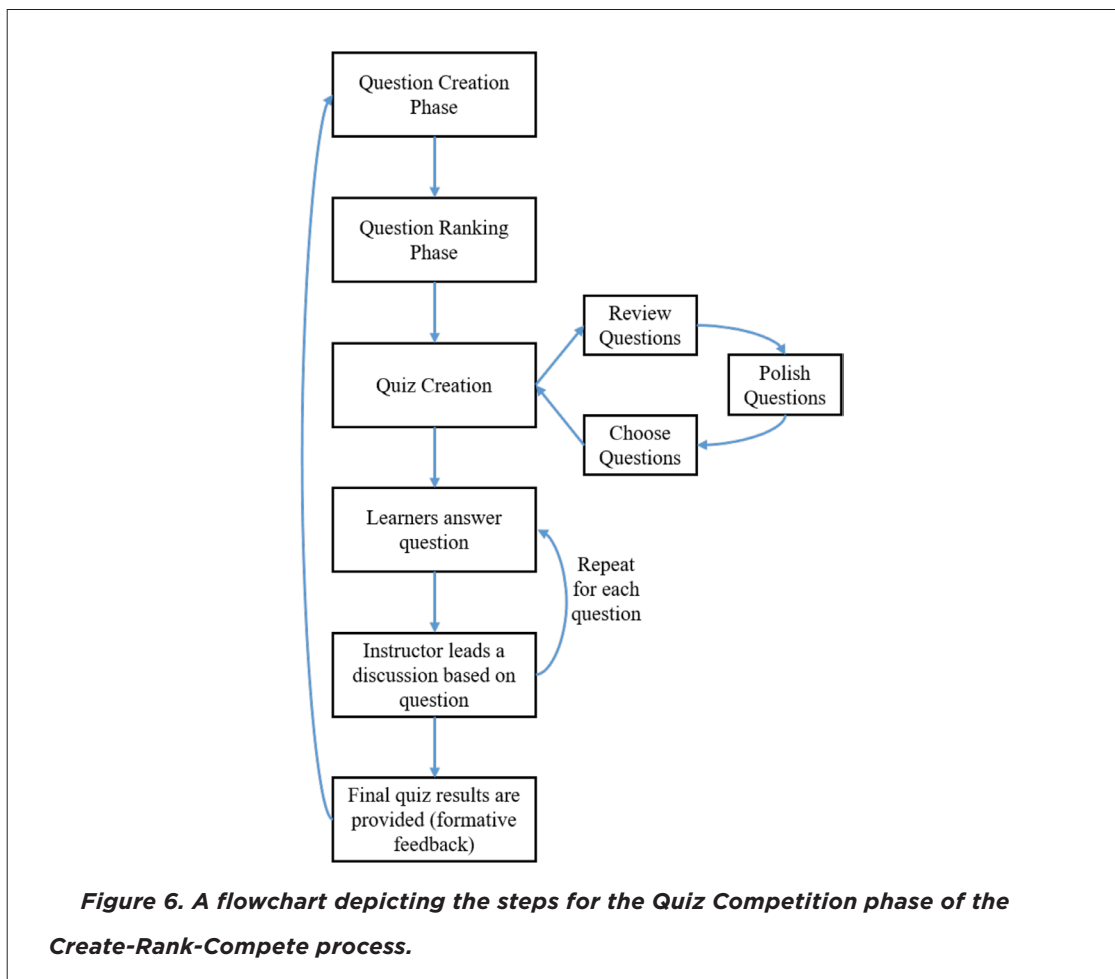 Question Creation
Phase
Question Ranking
Phase
Quiz Creation
Review
Questions
Polish
Questions
Choose
Questions
Learners answer
question
Repeat
for each
question
Instructor leads a
discussion based on
question
Final quiz results are
provided (formative
feedback)
Figure 6. A flowchart depicting the steps for the Quiz Competition phase of the
Create-Rank-Compete process.